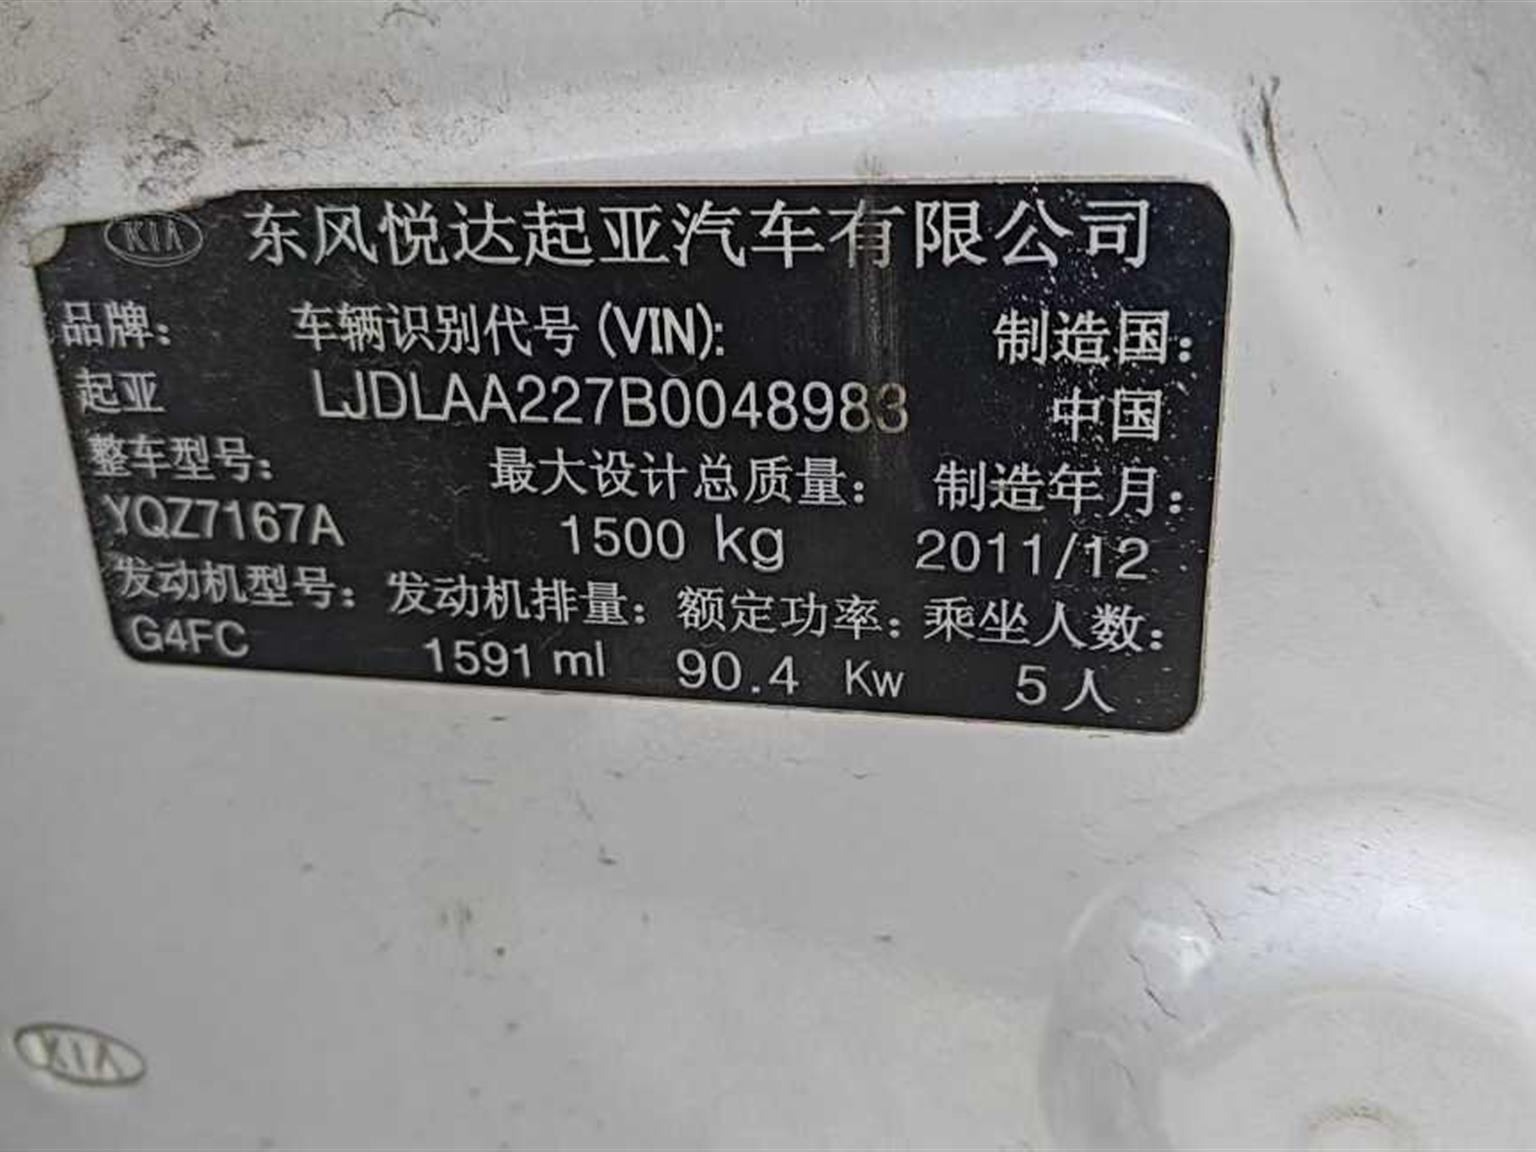 KIA 东风悦达起亚汽车有限公司
品牌： 车辆识别代号 (VIN): 制造国：
起亚 LJDLAA227B0048983 中国
整车型号： 最大设计总质量： 制造年月：
YQZ7167A 1500 kg 2011/12
发动机型号： 发动机排量： 额定功率： 乘坐人数：
G4FC 1591 ml 90.4 Kw 5 人
KIA